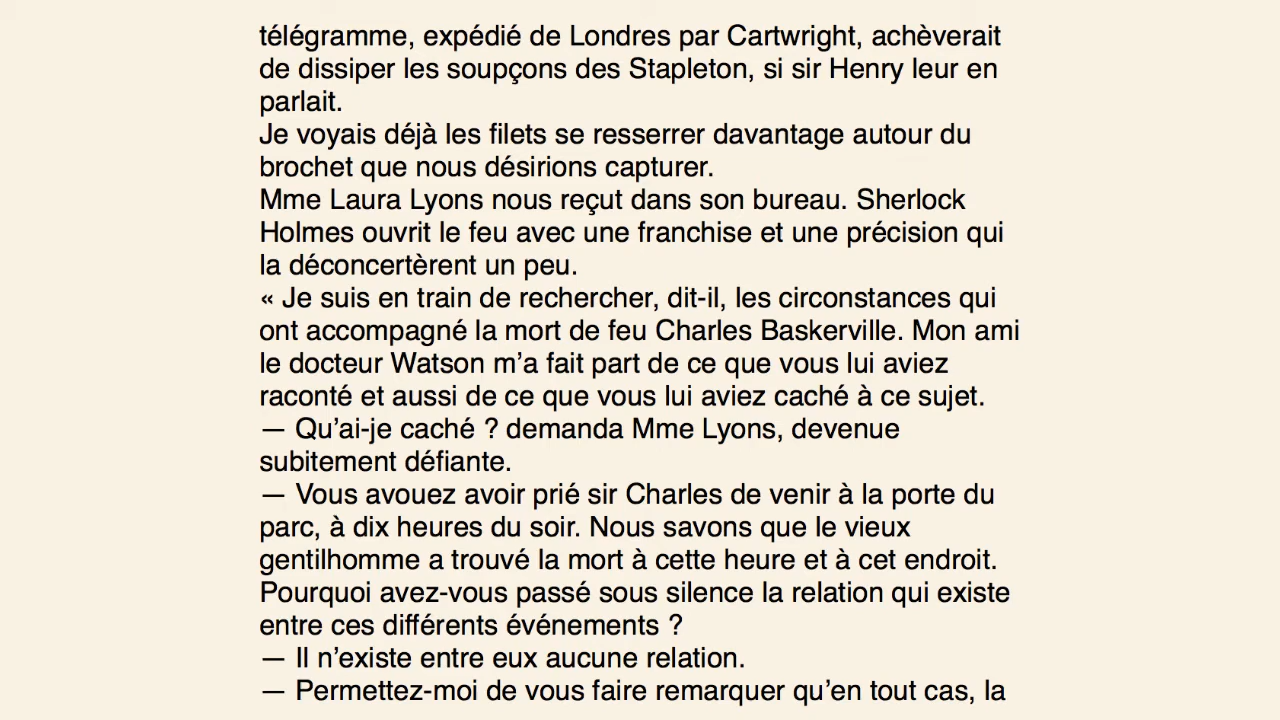 télégramme, expédié de Londres par Cartwright, achèverait
de dissiper les soupçons des Stapleton, si sir Henry leur en
parlait.
Je voyais déjà les filets se resserrer davantage autour du
brochet que nous désirions capturer.
Mme Laura Lyons nous reçut dans son bureau. Sherlock
Holmes ouvrit le feu avec une franchise et une précision qui
la déconcertèrent un peu.
« Je suis en train de rechercher, dit-il, les circonstances qui
ont accompagné la mort de feu Charles Baskerville. Mon ami
le docteur Watson m’a fait part de ce que vous lui aviez
raconté et aussi de ce que vous lui aviez caché à ce sujet.
— Qu’ai-je caché ? demanda Mme Lyons, devenue
subitement défiante.
— Vous avouez avoir prié sir Charles de venir à la porte du
parc, à dix heures du soir. Nous savons que le vieux
gentilhomme a trouvé la mort à cette heure et à cet endroit.
Pourquoi avez-vous passé sous silence la relation qui existe
entre ces différents événements ?
— Il n’existe entre eux aucune relation.
— Permettez-moi de vous faire remarquer qu’en tout cas, la